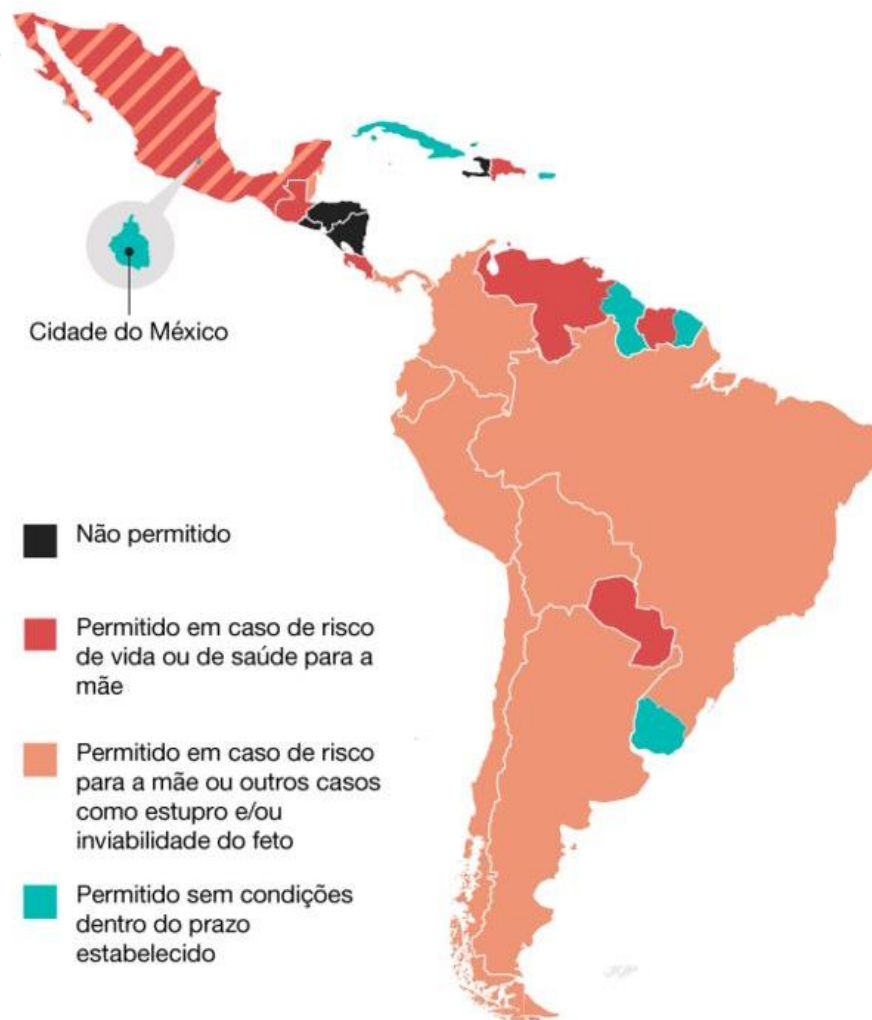 Cidade do México
Não permitido
Permitido em caso de risco
de vida ou de saúde para a
mãe
Permitido em caso de risco
para a mãe ou outros casos
como estupro e/ou
inviabilidade do feto
Permitido sem condições
dentro do prazo
estabelecido